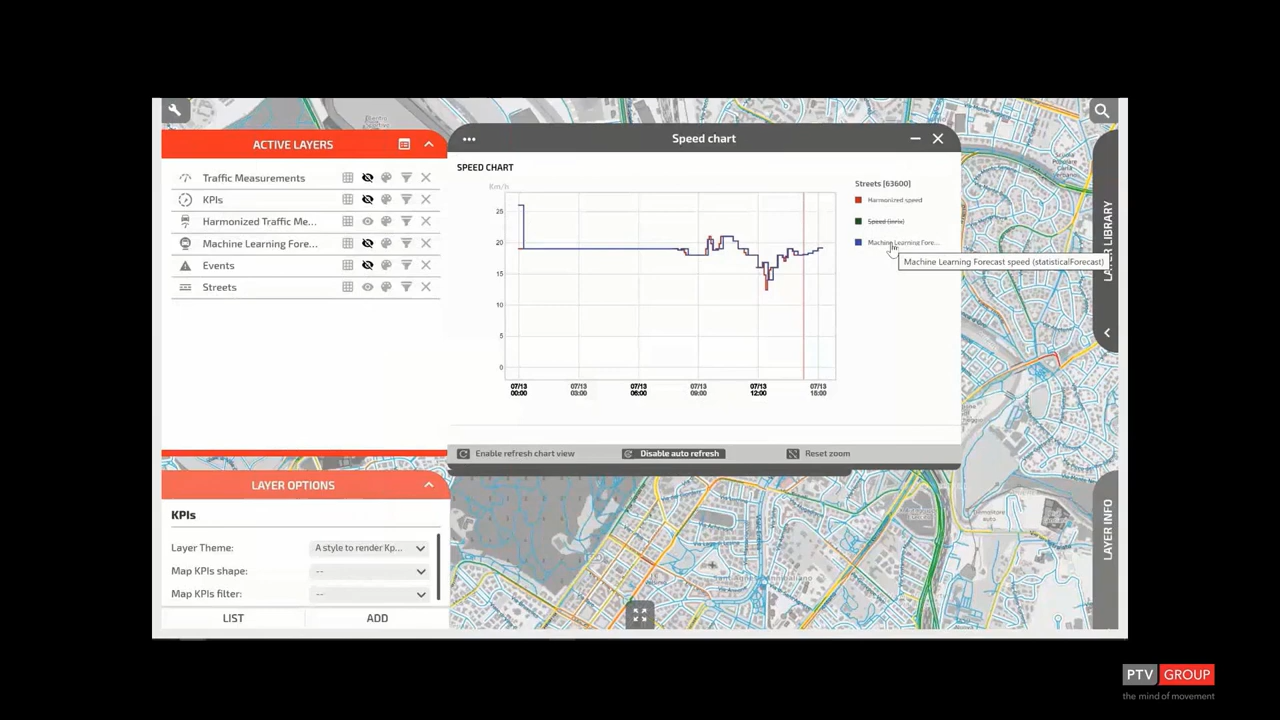 ACTIVE LAYERS
Traffic Measurements
KPIs
Harmonized Traffic Me...
Machine Learning Fore...
Events
Streets
LAYER OPTIONS
KPIs
Layer Theme: A style to render Kp...
Map KPIs shape: --
Map KPIs filter: --
LIST ADD
Speed chart
SPEED CHART
Km/h
25
20
15
10
5
0
07/13 07/13 07/13 07/13 07/13 07/13
00:00 03:00 06:00 09:00 12:00 15:00
Streets [63600]
Harmonized speed
Speed (inrix)
Machine Learning Fore...
Machine Learning Forecast speed (statisticalForecast)
Enable refresh chart view Disable auto refresh Reset zoom
LAYER LIBRARY
LAYER INFO
PTV GROUP
the mind of movement